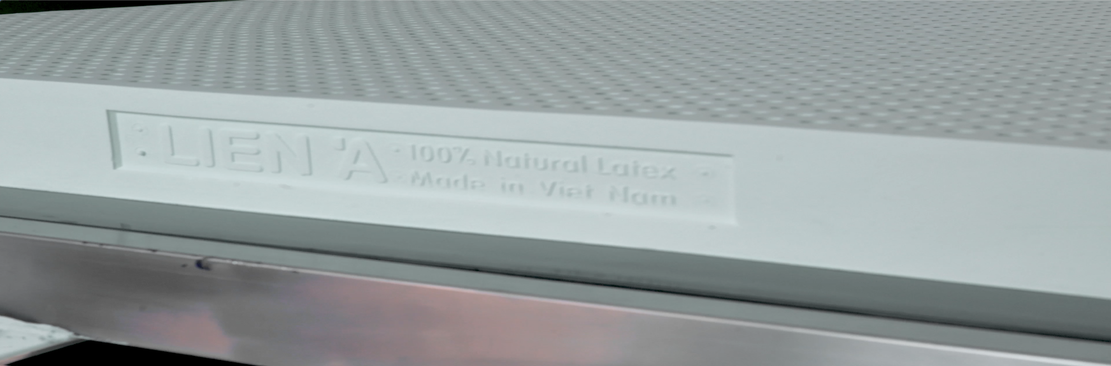 LIEN 'A
100% Natural Latex
Made in Viet Nam